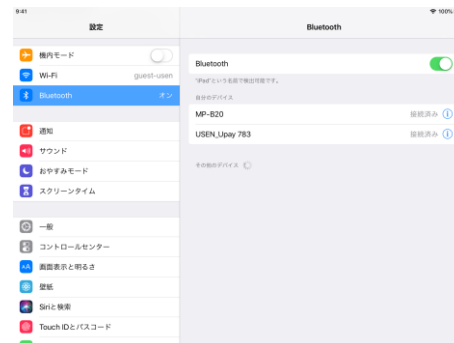 9:41
100%
設定
Bluetooth
機内モード
Wi-Fi
guest-usen
Bluetooth
オン
通知
サウンド
おやすみモード
スクリーンタイム
一般
コントロールセンター
画面表示と明るさ
壁紙
Siriと検索
Touch IDとパスコード
Bluetooth
"iPad"という名前で検出可能です。
自分のデバイス
MP-B20
接続済み
USEN_Upay 783
接続済み
その他のデバイス